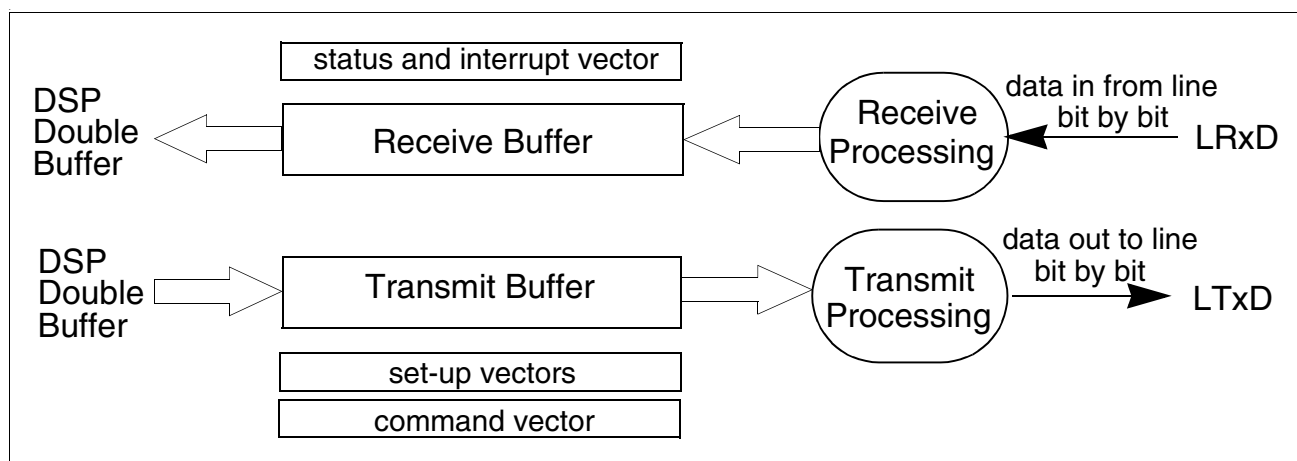 status and interrupt vector
DSP
Double
Buffer
Receive Buffer
Receive
Processing
data in from line
bit by bit
LRxD
DSP
Double
Buffer
Transmit Buffer
Transmit
Processing
data out to line
bit by bit
LTxD
set-up vectors
command vector